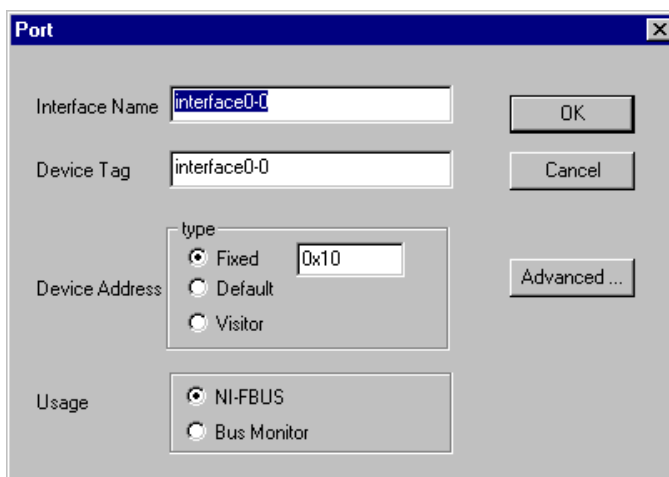 Port
Interface Name interface0-0 OK
Device Tag interface0-0 Cancel
type
Fixed 0x10
Device Address Default Advanced ...
Visitor
Usage NI-FBUS
Bus Monitor